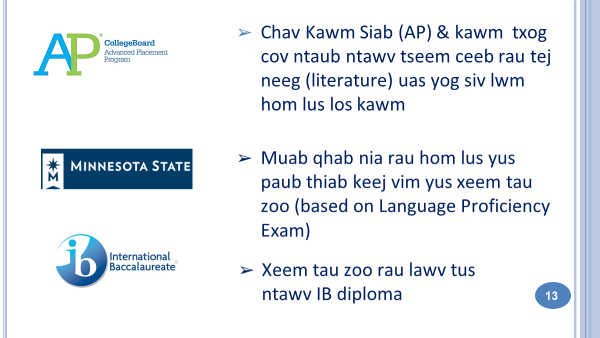 AP
CollegeBoard
Advanced Placement
Program
➢ Chav Kawm Siab (AP) & kawm txog
cov ntaub ntawv tseem ceeb rau tej
neeg (literature) uas yog siv lwm
hom lus los kawm
M
MINNESOTA STATE
➢ Muab qhab nia rau hom lus yus
paub thiab keej vim yus xeem tau
zoo (based on Language Proficiency
Exam)
ib
International
Baccalaureate
➢ Xeem tau zoo rau lawv tus
ntawv IB diploma
13